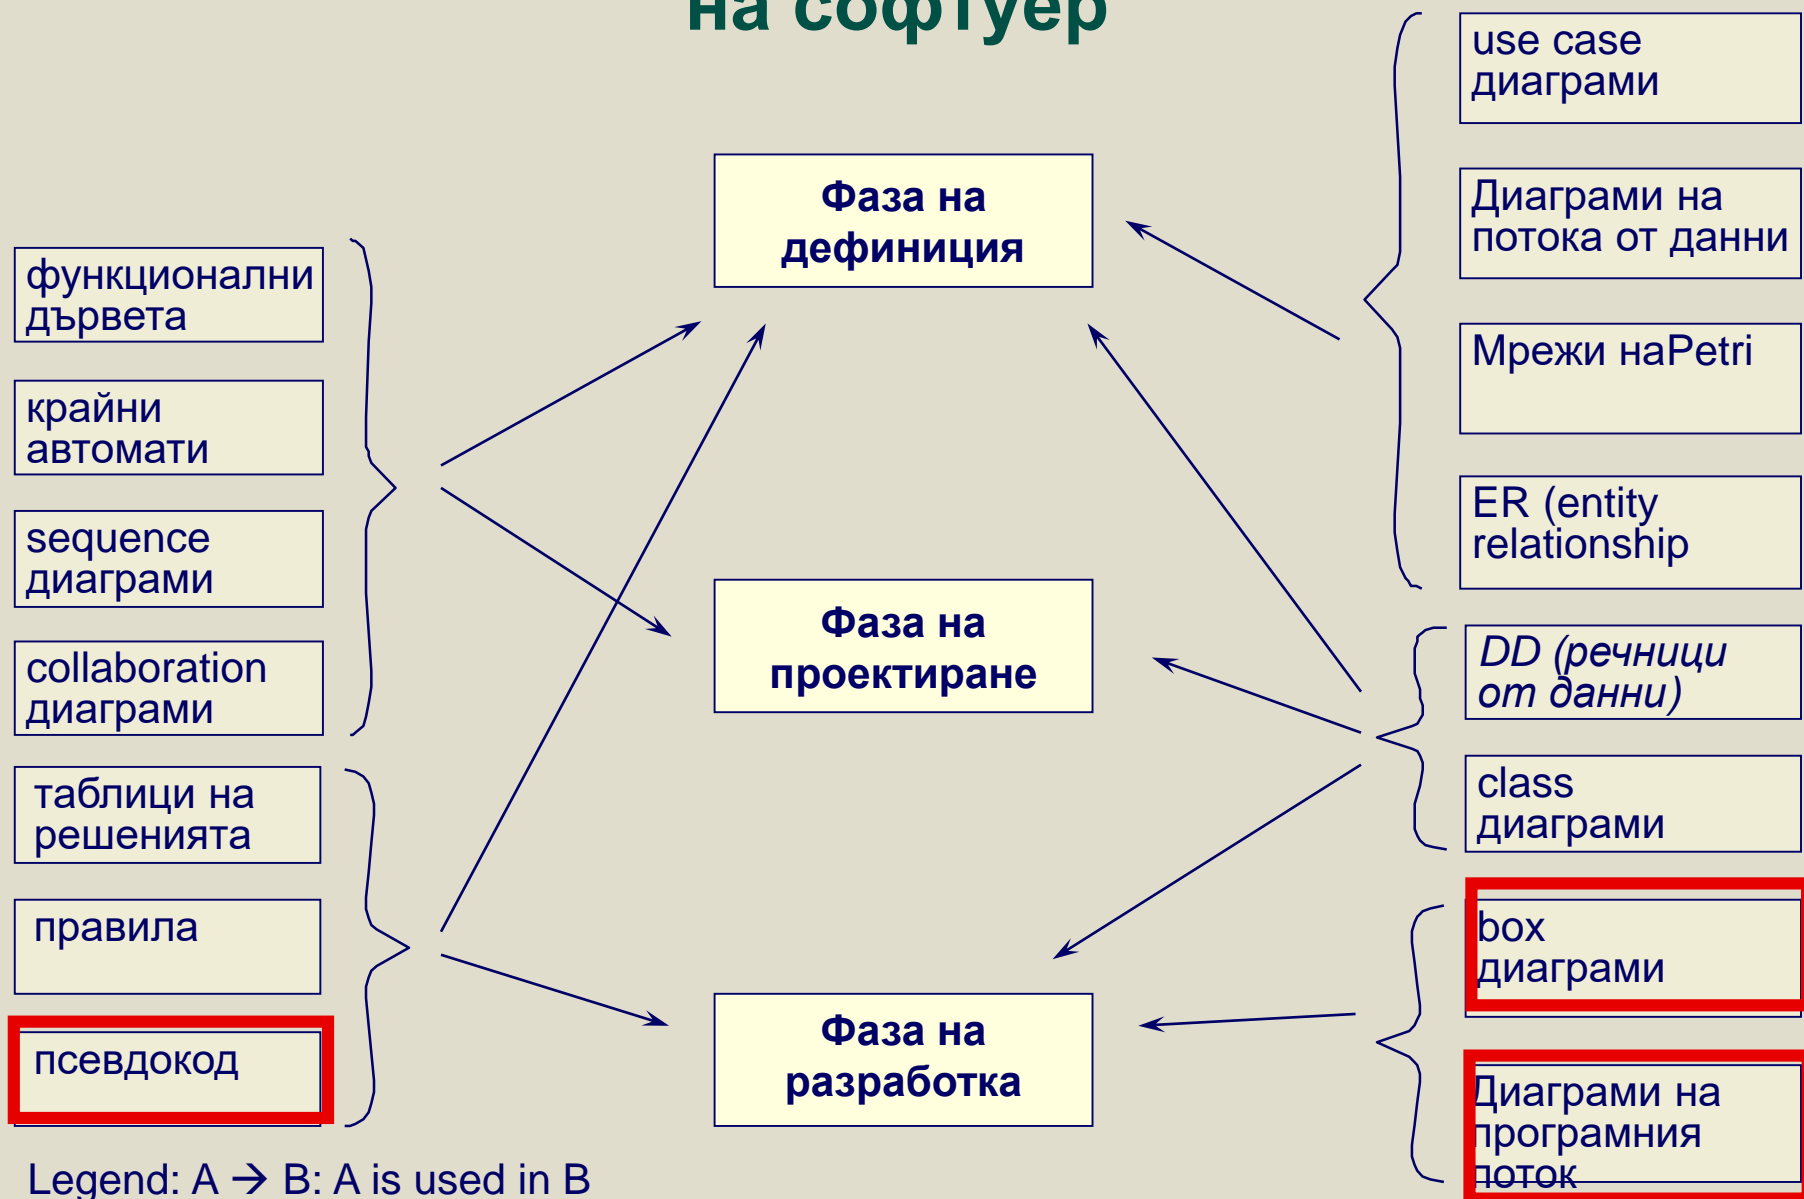 на софтуер
use case
диаграми
Фаза на
дефиниция
Диаграми на
потока от данни
функционални
дървета
Мрежи наPetri
крайни
автомати
ER (entity
relationship
sequence
диаграми
Фаза на
проектиране
collaboration
диаграми
DD (речници
от данни)
таблици на
решенията
class
диаграми
правила
box
диаграми
Фаза на
разработка
псевдокод
Диаграми на
програмния
поток
Legend: A → B: A is used in B